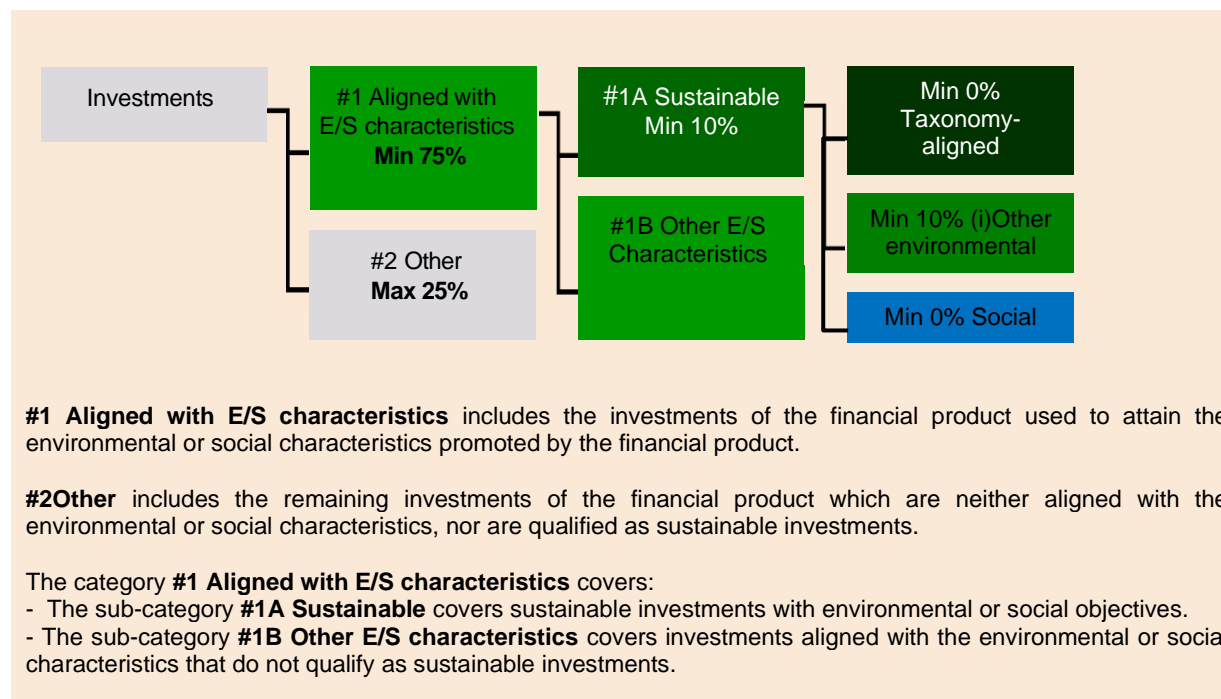 Investments
#1 Aligned with
E/S characteristics
Min 75%
#2 Other
Max 25%
#1A Sustainable
Min 10%
#1B Other E/S
Characteristics
Min 0%
Taxonomy-
aligned
Min 10% (i)Other
environmental
Min 0% Social
#1 Aligned with E/S characteristics includes the investments of the financial product used to attain the
environmental or social characteristics promoted by the financial product.
#2Other includes the remaining investments of the financial product which are neither aligned with the
environmental or social characteristics, nor are qualified as sustainable investments.
The category #1 Aligned with E/S characteristics covers:
- The sub-category #1A Sustainable covers sustainable investments with environmental or social objectives.
- The sub-category #1B Other E/S characteristics covers investments aligned with the environmental or social
characteristics that do not qualify as sustainable investments.